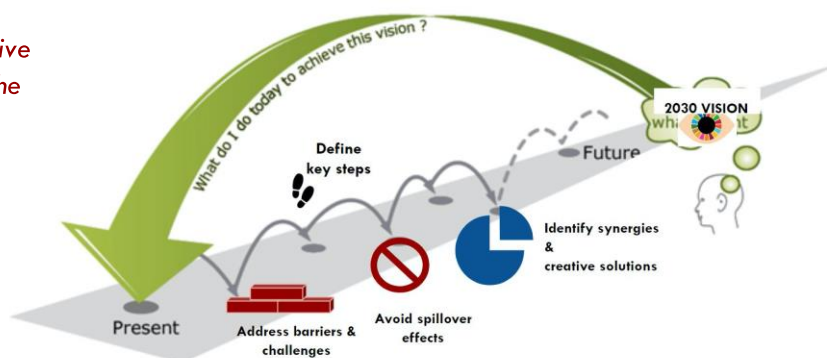 ive
ne
What do I do today to achieve this vision ?
2030 VISION
Future
Define
key steps
Identify synergies
&
creative solutions
Present
Address barriers &
challenges
Avoid spillover
effects